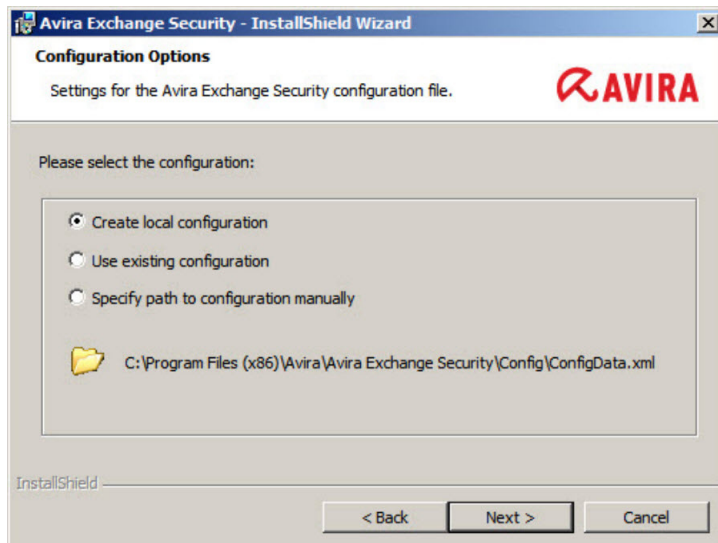 Avira Exchange Security - InstallShield Wizard
Configuration Options
Settings for the Avira Exchange Security configuration file.
AVIRA
Please select the configuration:
Create local configuration
Use existing configuration
Specify path to configuration manually
C:\Program Files (x86)\Avira\Avira Exchange Security\Config\ConfigData.xml
InstallShield
< Back
Next >
Cancel